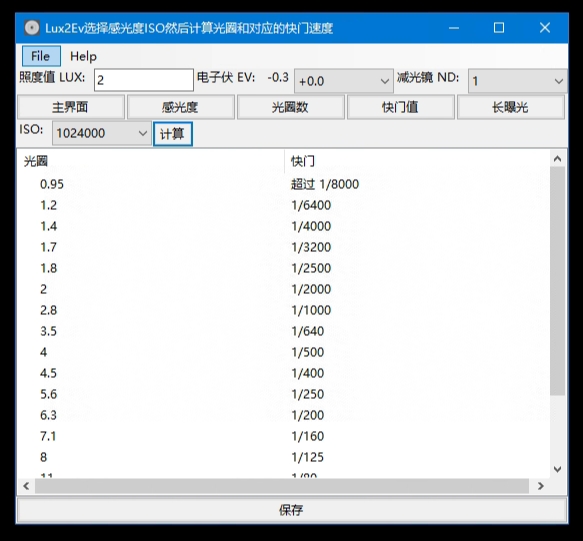 Lux2Ev选择感光度ISO然后计算光圈和对应的快门速度
File Help
照度值 LUX: 2 电子伏 EV: -0.3 +0.0 减光镜 ND: 1
主界面 感光度 光圈数 快门值 长曝光
ISO: 1024000 计算
光圈 快门
0.95 超过 1/8000
1.2 1/6400
1.4 1/4000
1.7 1/3200
1.8 1/2500
2 1/2000
2.8 1/1000
3.5 1/640
4 1/500
4.5 1/400
5.6 1/250
6.3 1/200
7.1 1/160
8 1/125
11 1/80
保存